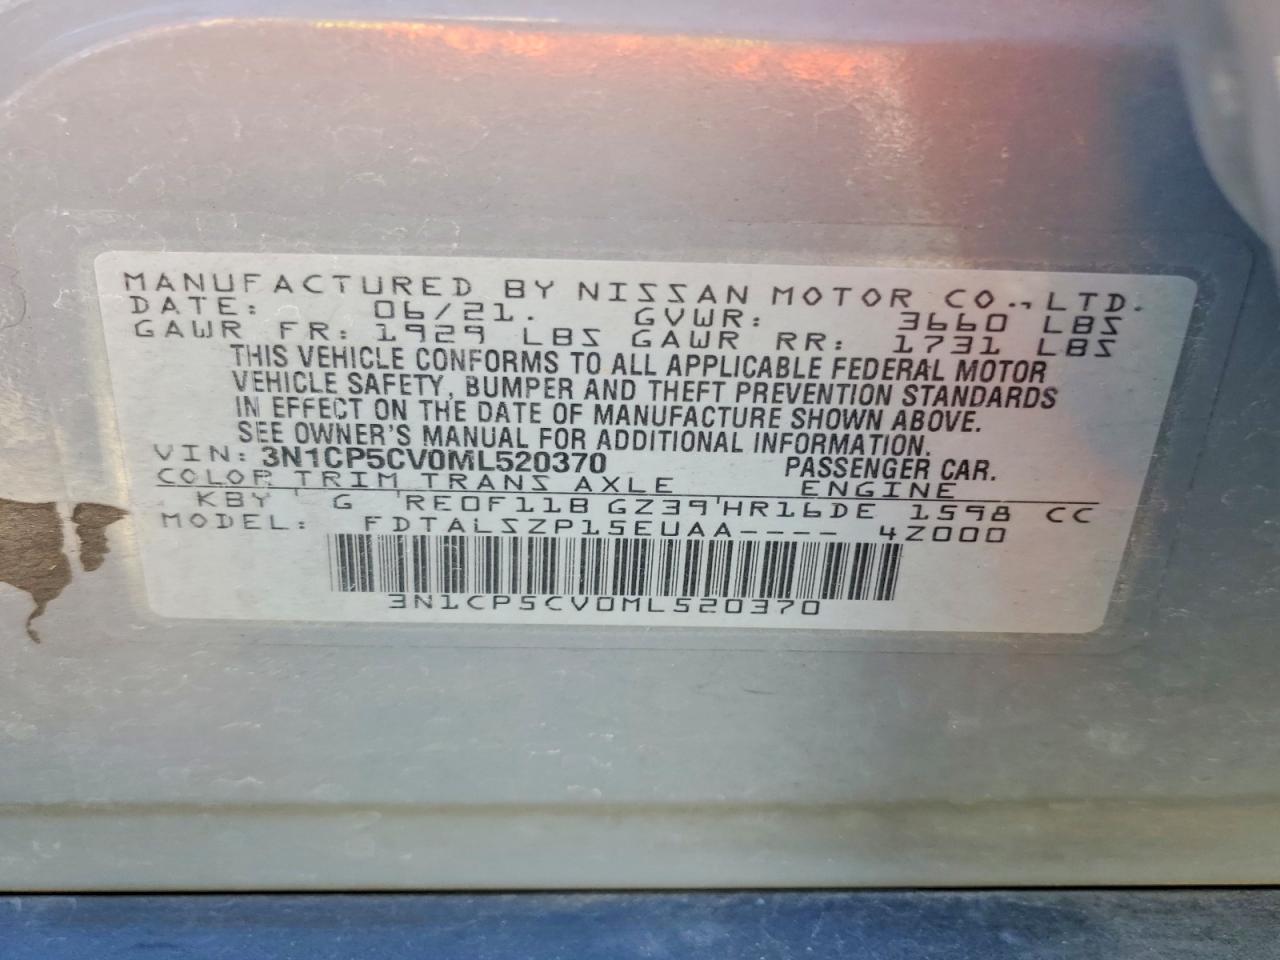 MANUFACTURED BY NISSAN MOTOR CO., LTD.
DATE: 06/21. GVWR: 3660 LBS
GAWR FR: 1929 LBS GAWR RR: 1731 LBS
THIS VEHICLE CONFORMS TO ALL APPLICABLE FEDERAL MOTOR
VEHICLE SAFETY, BUMPER AND THEFT PREVENTION STANDARDS
IN EFFECT ON THE DATE OF MANUFACTURE SHOWN ABOVE.
SEE OWNER'S MANUAL FOR ADDITIONAL INFORMATION.
VIN: 3N1CP5CV0ML520370 PASSENGER CAR.
COLOR TRIM TRANS AXLE ENGINE
KBY ' G 'RE0F11B GZ39'HR16DE 1598 CC
MODEL: FDTALSZP15EUAA---- 4Z000
3N1CP5CV0ML520370